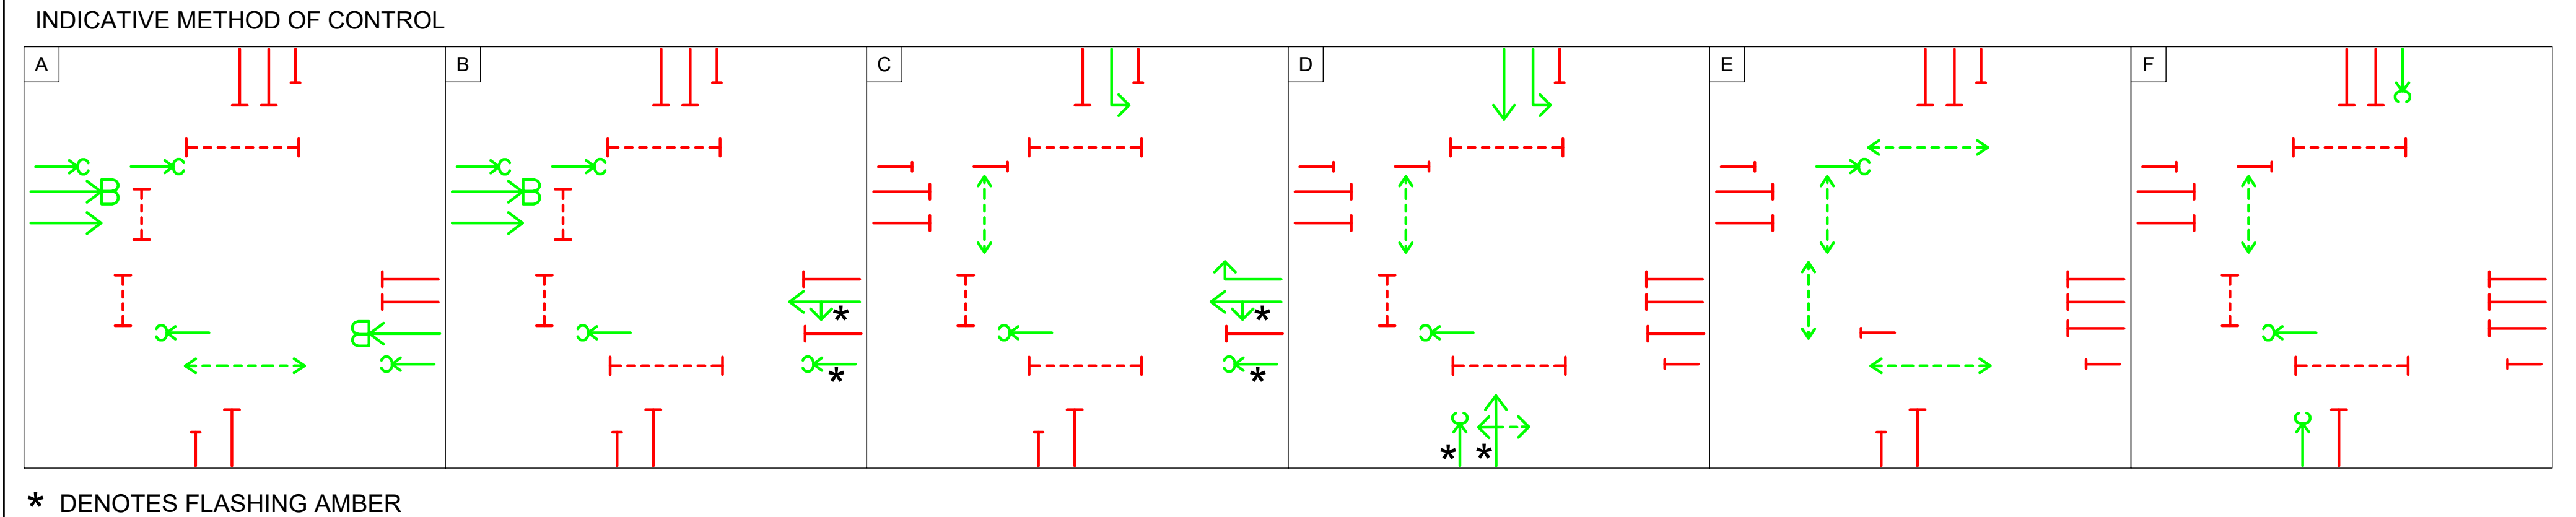 INDICATIVE METHOD OF CONTROL
A B C D E F
C C B B C
C C B C * C *
C * C *
C C * *
C
C C C
* DENOTES FLASHING AMBER